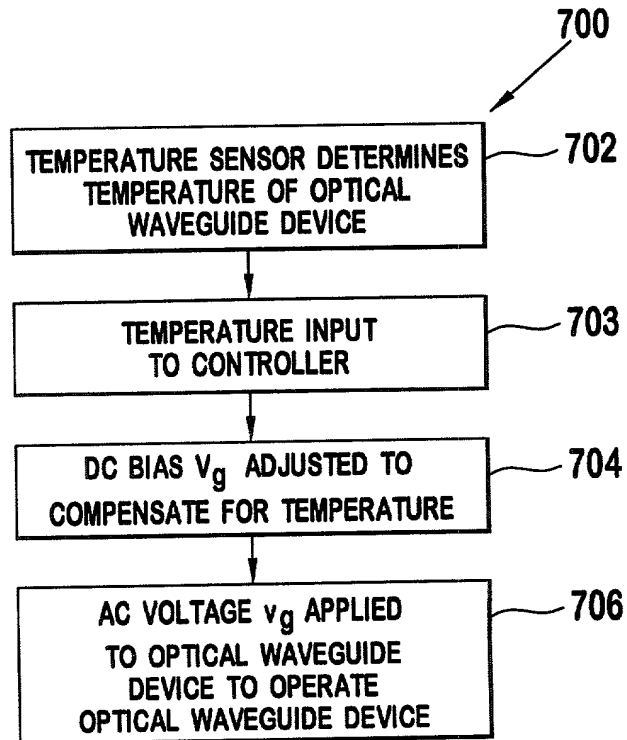 700
TEMPERATURE SENSOR DETERMINES
TEMPERATURE OF OPTICAL
WAVEGUIDE DEVICE
702
TEMPERATURE INPUT
TO CONTROLLER
703
DC BIAS Vg ADJUSTED TO
COMPENSATE FOR TEMPERATURE
704
AC VOLTAGE vg APPLIED
TO OPTICAL WAVEGUIDE
DEVICE TO OPERATE
OPTICAL WAVEGUIDE DEVICE
706